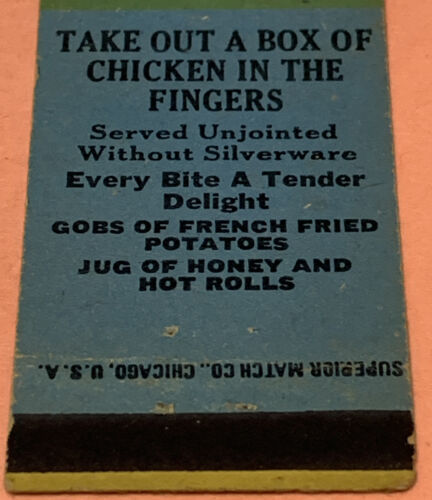 TAKE OUT A BOX OF
CHICKEN IN THE
FINGERS
Served Unjointed
Without Silverware
Every Bite A Tender
Delight
GOBS OF FRENCH FRIED
POTATOES
JUG OF HONEY AND
HOT ROLLS
SUPERIOR MATCH CO., CHICAGO, U.S.A.